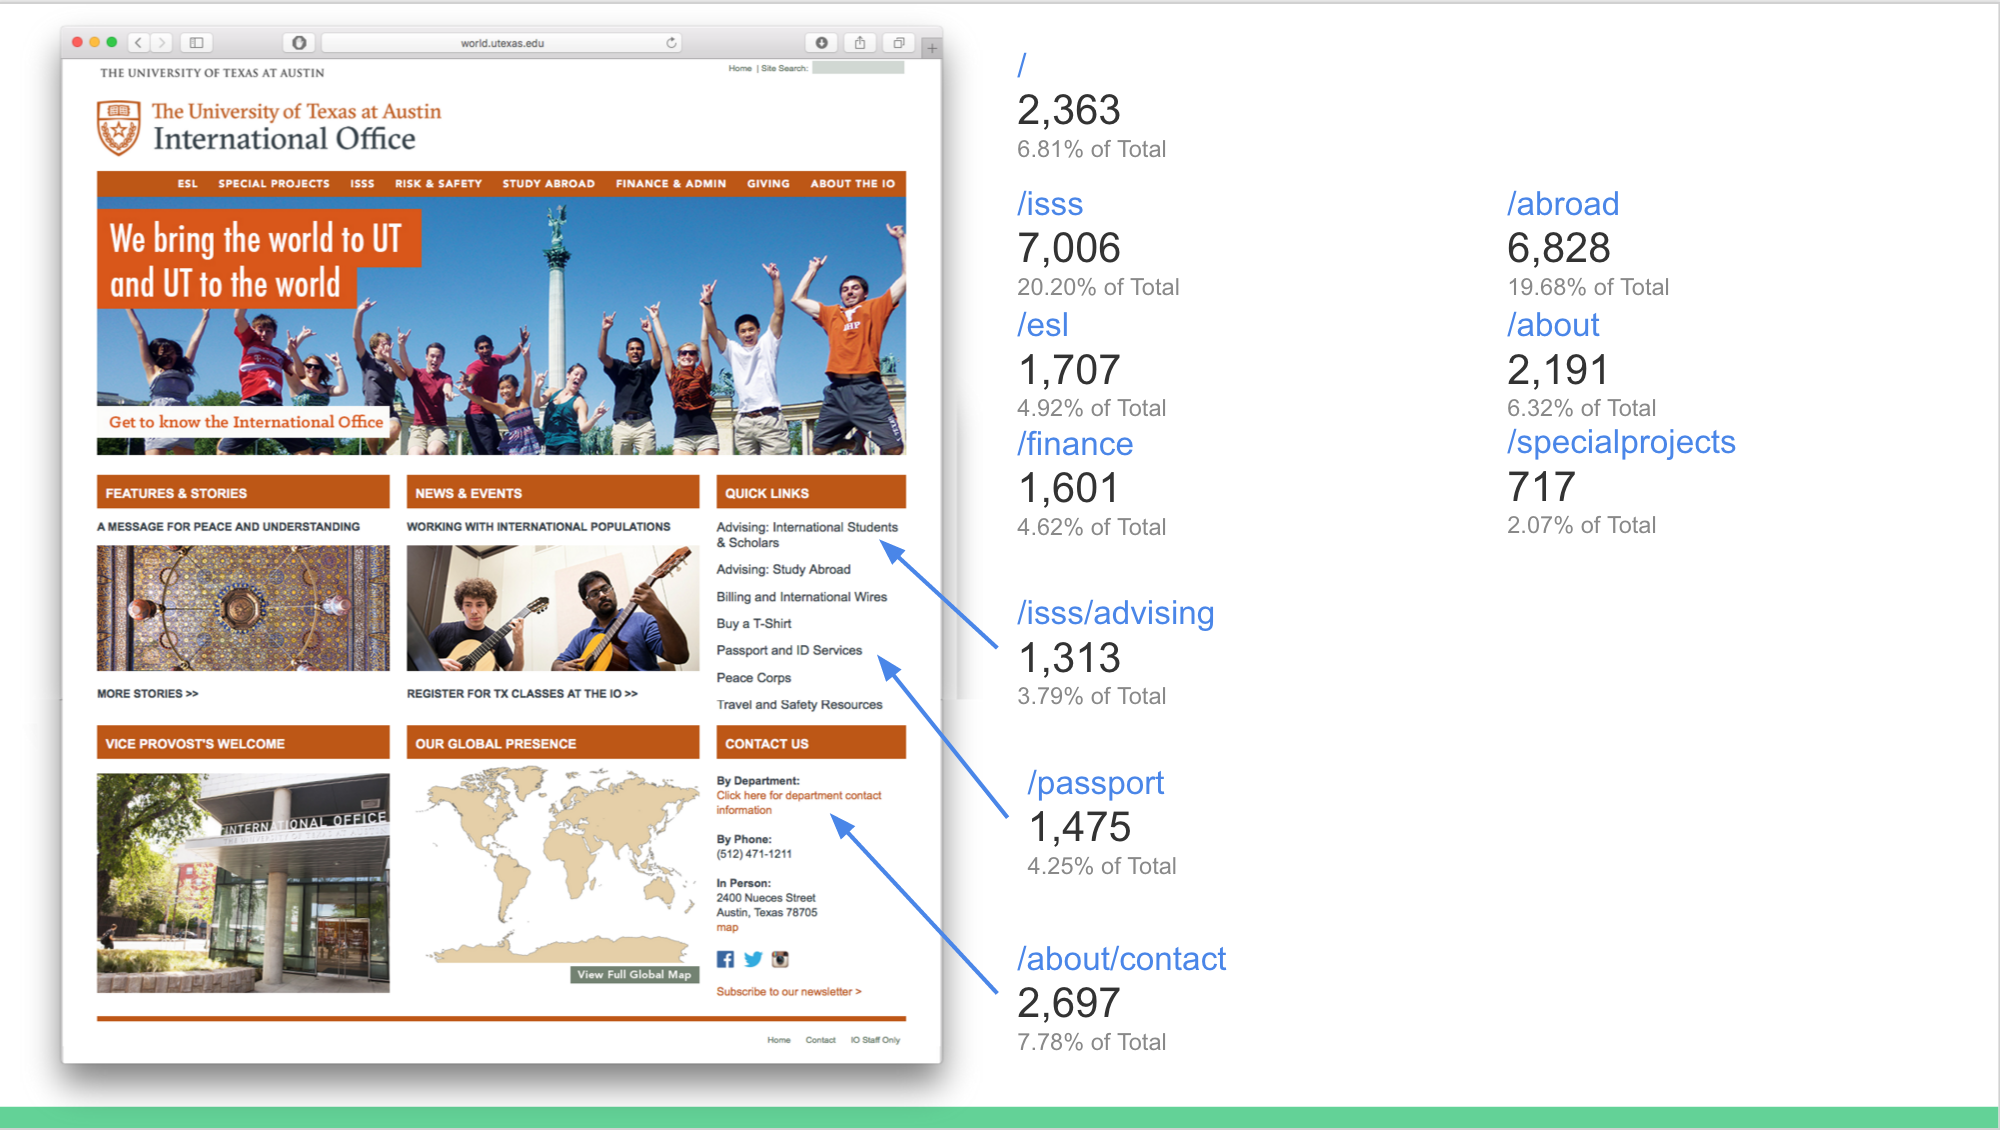 world.utexas.edu
THE UNIVERSITY OF TEXAS AT AUSTIN
Home | Site Search:
The University of Texas at Austin
International Office
ESL SPECIAL PROJECTS ISSS RISK & SAFETY STUDY ABROAD FINANCE & ADMIN GIVING ABOUT THE IO
We bring the world to UT
and UT to the world
Get to know the International Office
FEATURES & STORIES
A MESSAGE FOR PEACE AND UNDERSTANDING
MORE STORIES >>
NEWS & EVENTS
WORKING WITH INTERNATIONAL POPULATIONS
REGISTER FOR TX CLASSES AT THE IO >>
QUICK LINKS
Advising: International Students
& Scholars
Advising: Study Abroad
Billing and International Wires
Buy a T-Shirt
Passport and ID Services
Peace Corps
Travel and Safety Resources
VICE PROVOST'S WELCOME
INTERNATIONAL OFFICE
OUR GLOBAL PRESENCE
View Full Global Map
CONTACT US
By Department:
Click here for department contact
information
By Phone:
(512) 471-1211
In Person:
2400 Nueces Street
Austin, Texas 78705
map
Subscribe to our newsletter >
Home Contact IO Staff Only
/
2,363
6.81% of Total
/isss
7,006
20.20% of Total
/abroad
6,828
19.68% of Total
/esl
1,707
4.92% of Total
/about
2,191
6.32% of Total
/finance
1,601
4.62% of Total
/specialprojects
717
2.07% of Total
/isss/advising
1,313
3.79% of Total
/passport
1,475
4.25% of Total
/about/contact
2,697
7.78% of Total